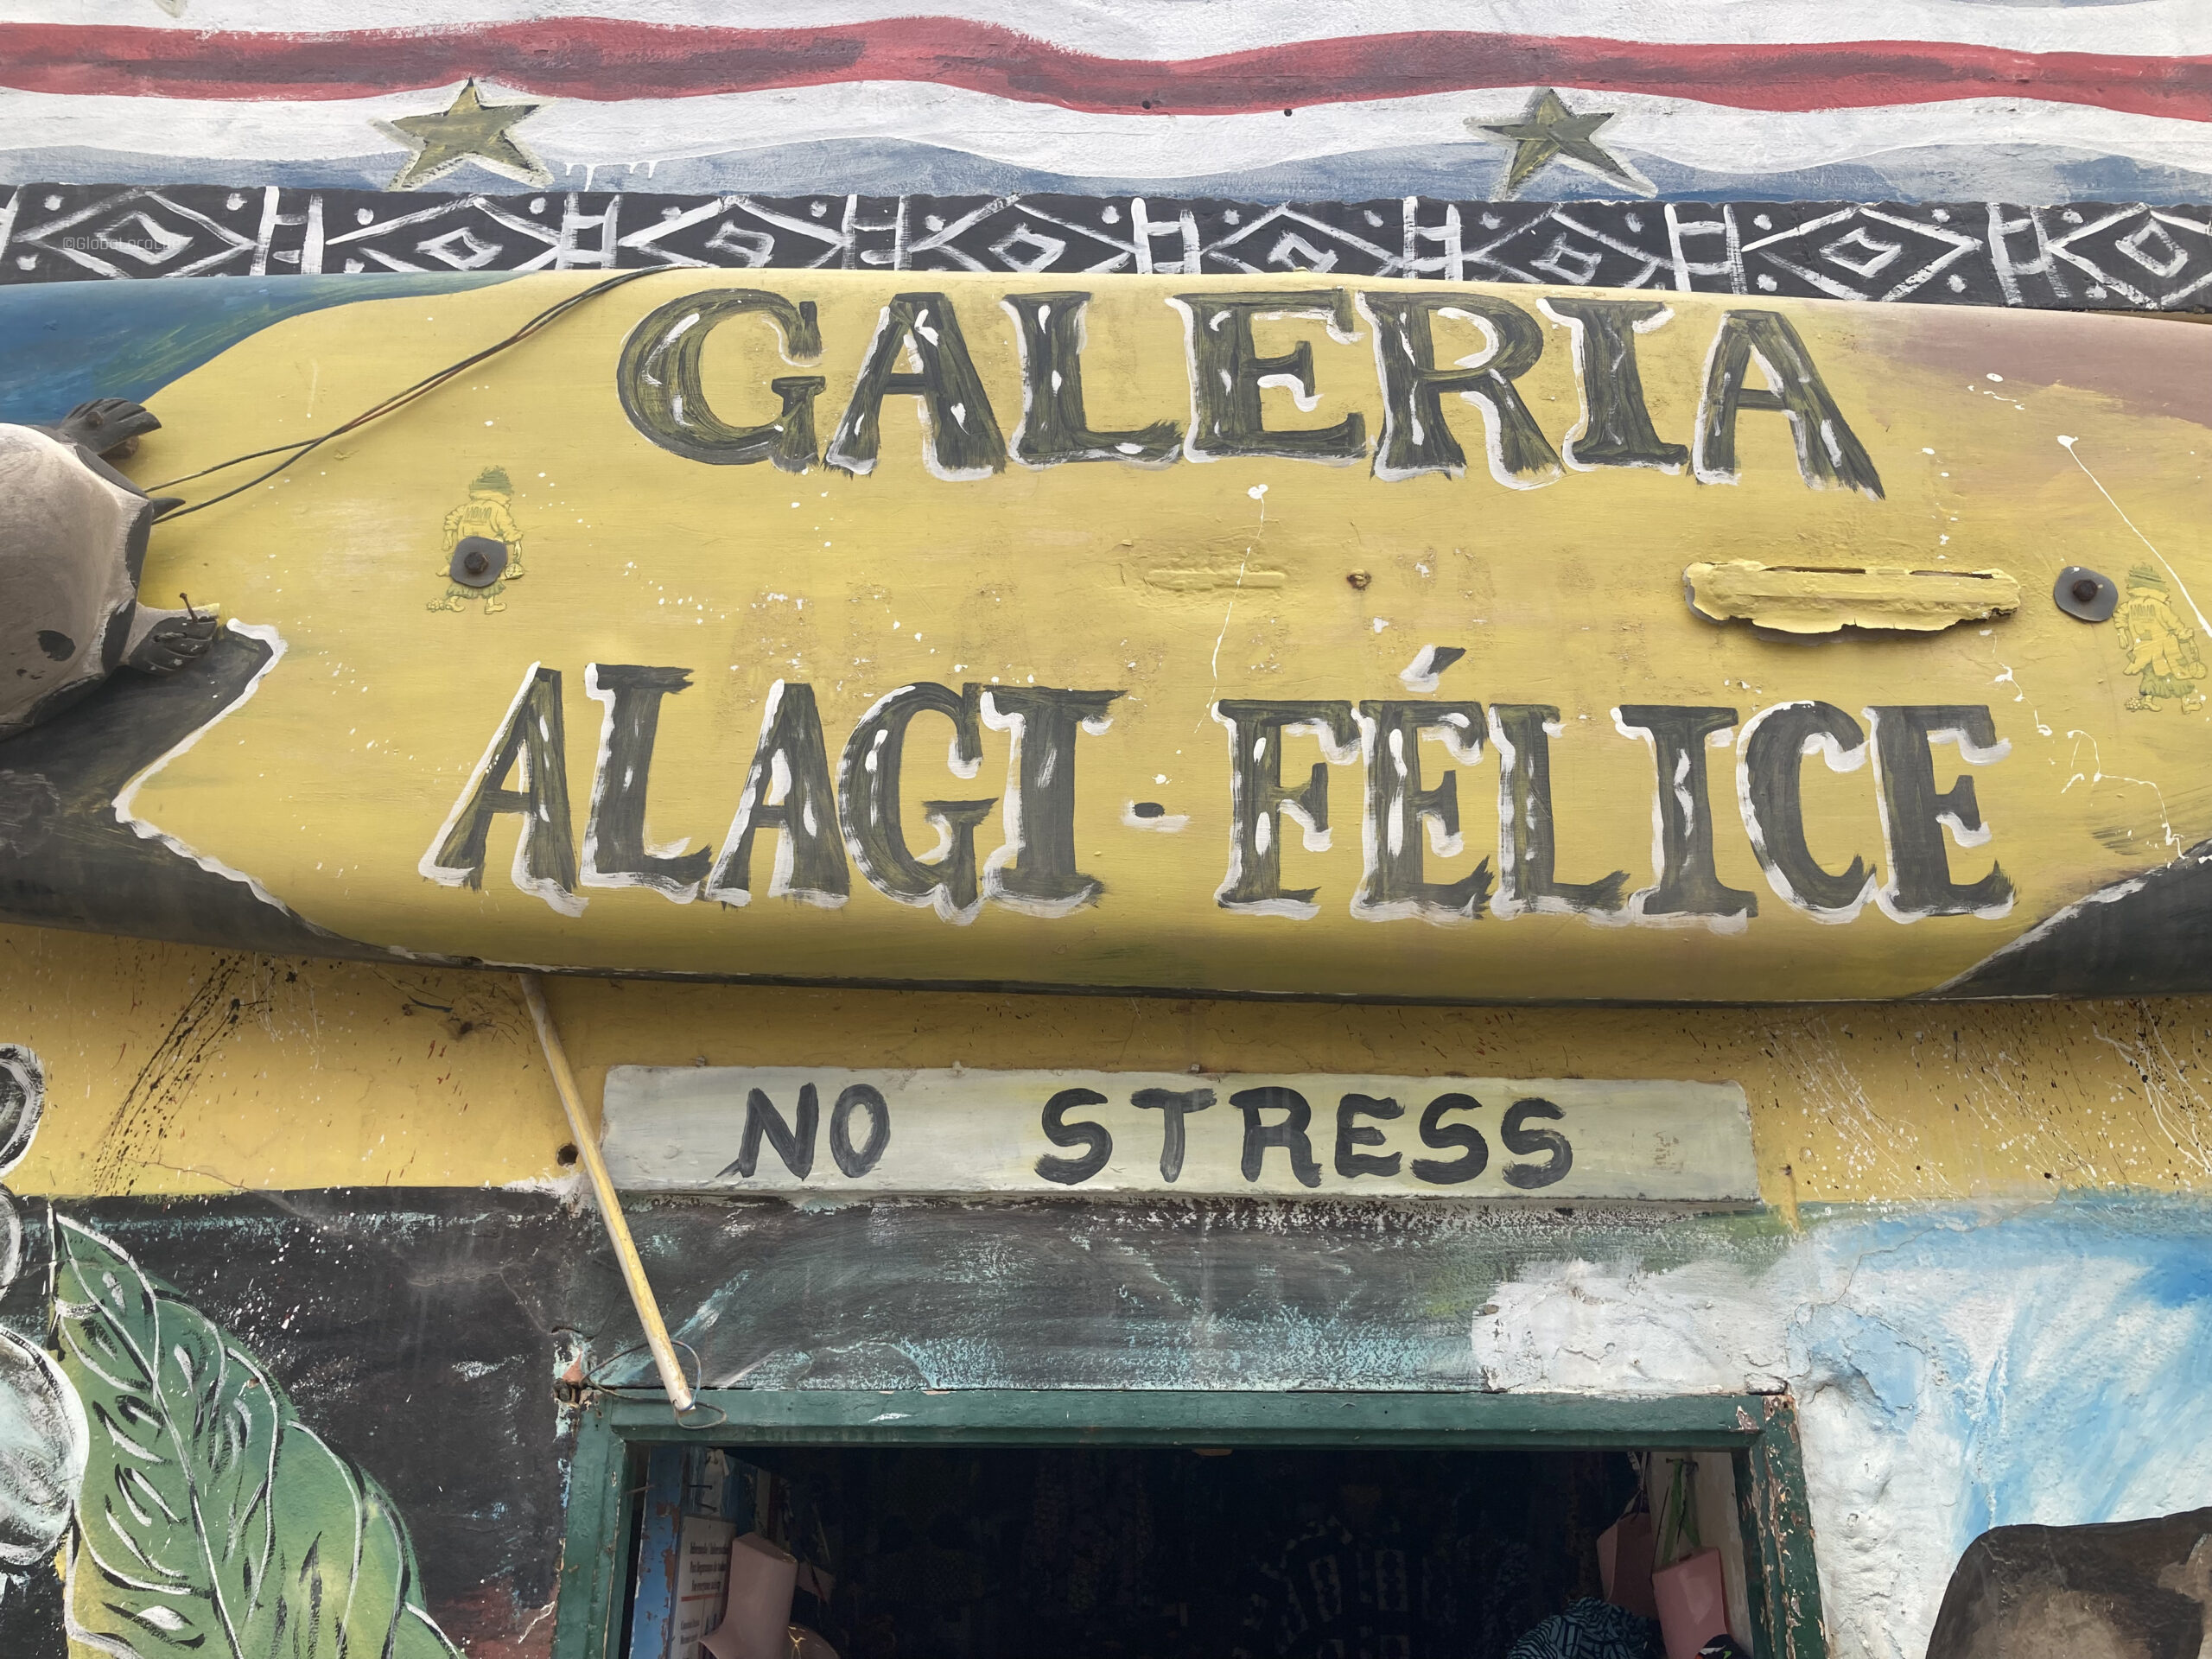 GALERIA
ALAGI-FÉLICE
NO STRESS